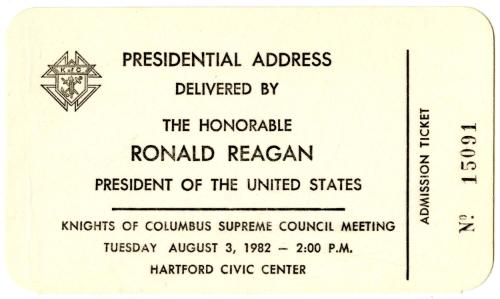 K of C
PRESIDENTIAL ADDRESS
DELIVERED BY
THE HONORABLE
RONALD REAGAN
PRESIDENT OF THE UNITED STATES
KNIGHTS OF COLUMBUS SUPREME COUNCIL MEETING
TUESDAY AUGUST 3, 1982 — 2:00 P.M.
HARTFORD CIVIC CENTER
ADMISSION TICKET
Nº 15091